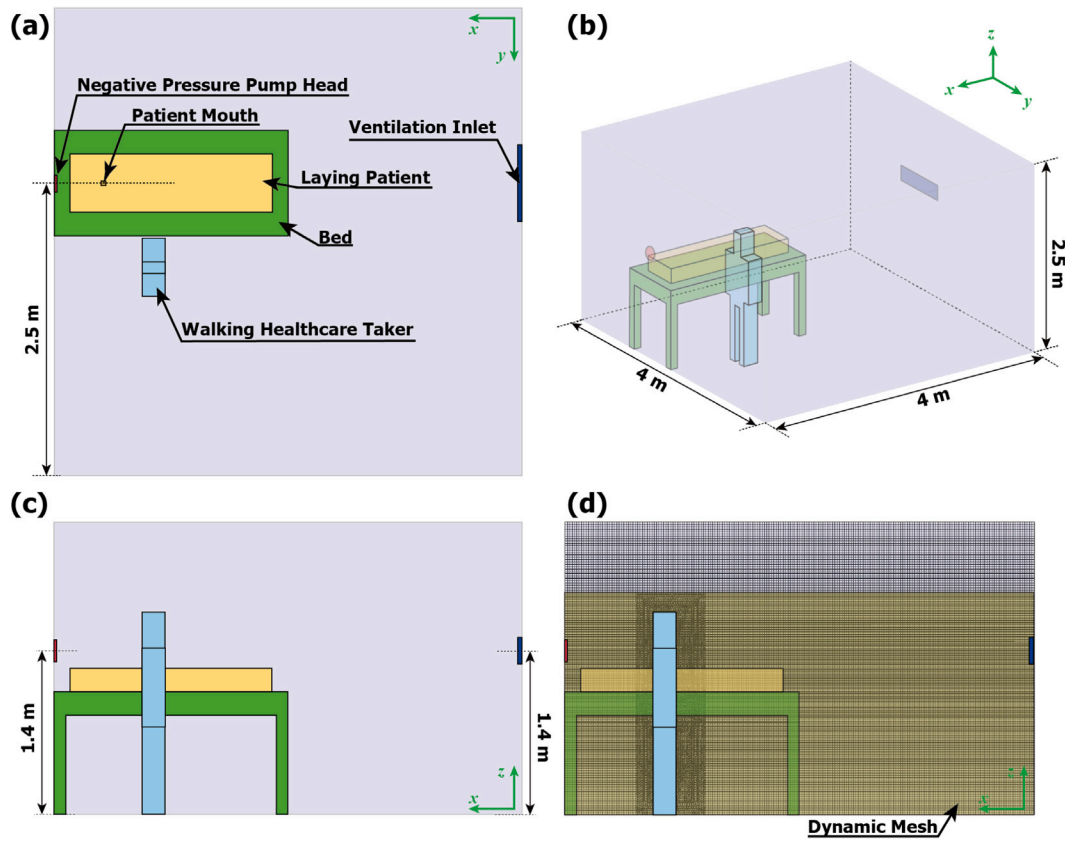 (a)
x
y
Negative Pressure Pump Head
Patient Mouth
Ventilation Inlet
Laying Patient
Bed
Walking Healthcare Taker
2.5 m
(b)
z
x
y
2.5 m
4 m
4 m
(c)
1.4 m
1.4 m
z
x
(d)
z
x
Dynamic Mesh